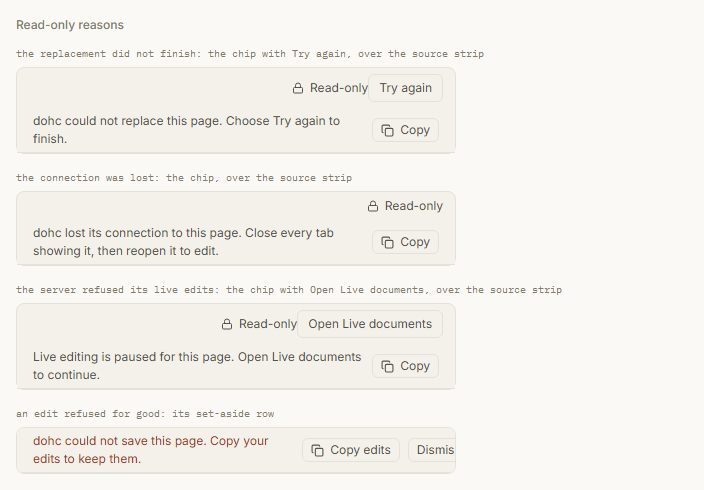 Read-only reasons
the replacement did not finish: the chip with Try again, over the source strip
Read-only Try again
dohc could not replace this page. Choose Try again to
finish.
Copy
the connection was lost: the chip, over the source strip
Read-only
dohc lost its connection to this page. Close every tab
showing it, then reopen it to edit.
Copy
the server refused its live edits: the chip with Open Live documents, over the source strip
Read-only Open Live documents
Live editing is paused for this page. Open Live documents
to continue.
Copy
an edit refused for good: its set-aside row
dohc could not save this page. Copy your
edits to keep them.
Copy edits Dismis